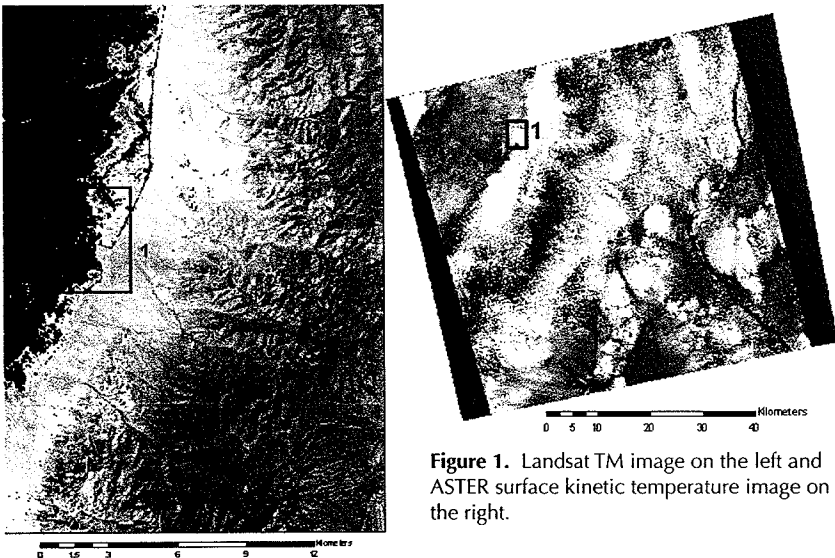 1
1
Kilometers
0 5 10 20 30 40
Figure 1. Landsat TM image on the left and
ASTER surface kinetic temperature image on
the right.
Kilometers
0 1.5 3 6 9 12